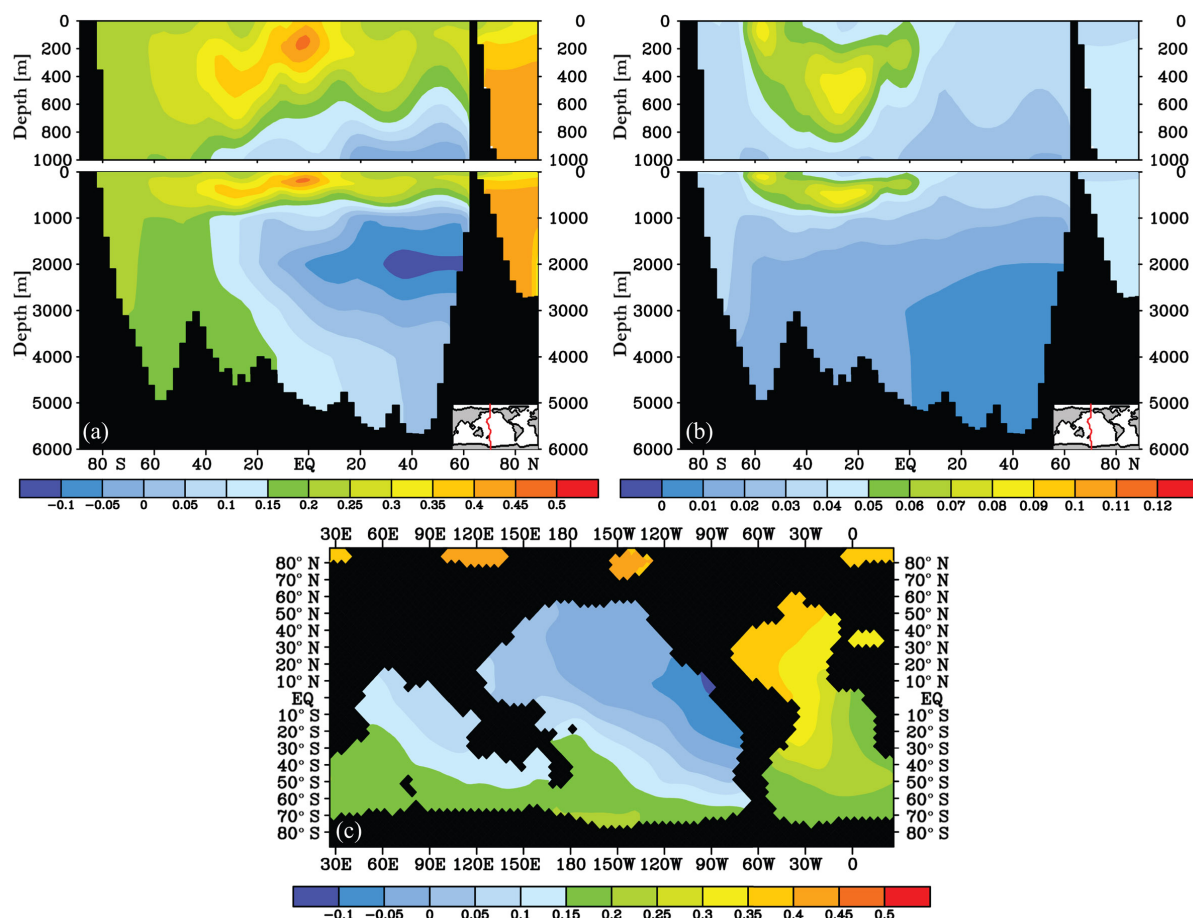 0 0 0 0
200 200 200 200
400 400 400 400
600 600 600 600
800 800 800 800
1000 1000 1000 1000
Depth [m] Depth [m]
0 0 0 0
1000 1000 1000 1000
2000 2000 2000 2000
3000 3000 3000 3000
4000 4000 4000 4000
5000 5000 5000 5000
6000 6000 6000 6000
Depth [m] Depth [m]
(a) (b)
80 S 60 40 20 EQ 20 40 60 N 80 S 60 40 20 EQ 20 40 60 80 N
−0.1 −0.05 0 0.05 0.1 0.15 0.2 0.25 0.3 0.35 0.4 0.45 0.5
0 0.01 0.02 0.03 0.04 0.05 0.06 0.07 0.08 0.09 0.1 0.11 0.12
30E 60E 90E 120E 150E 180 150W 120W 90W 60W 30W 0
80° N 80° N
70° N 70° N
60° N 60° N
50° N 50° N
40° N 40° N
30° N 30° N
20° N 20° N
10° N 10° N
EQ EQ
10° S 10° S
20° S 20° S
30° S 30° S
40° S 40° S
50° S 50° S
60° S 60° S
70° S 70° S
80° S 80° S
(c)
30E 60E 90E 120E 150E 180 150W 120W 90W 60W 30W 0
−0.1 −0.05 0 0.05 0.1 0.15 0.2 0.25 0.3 0.35 0.4 0.45 0.5